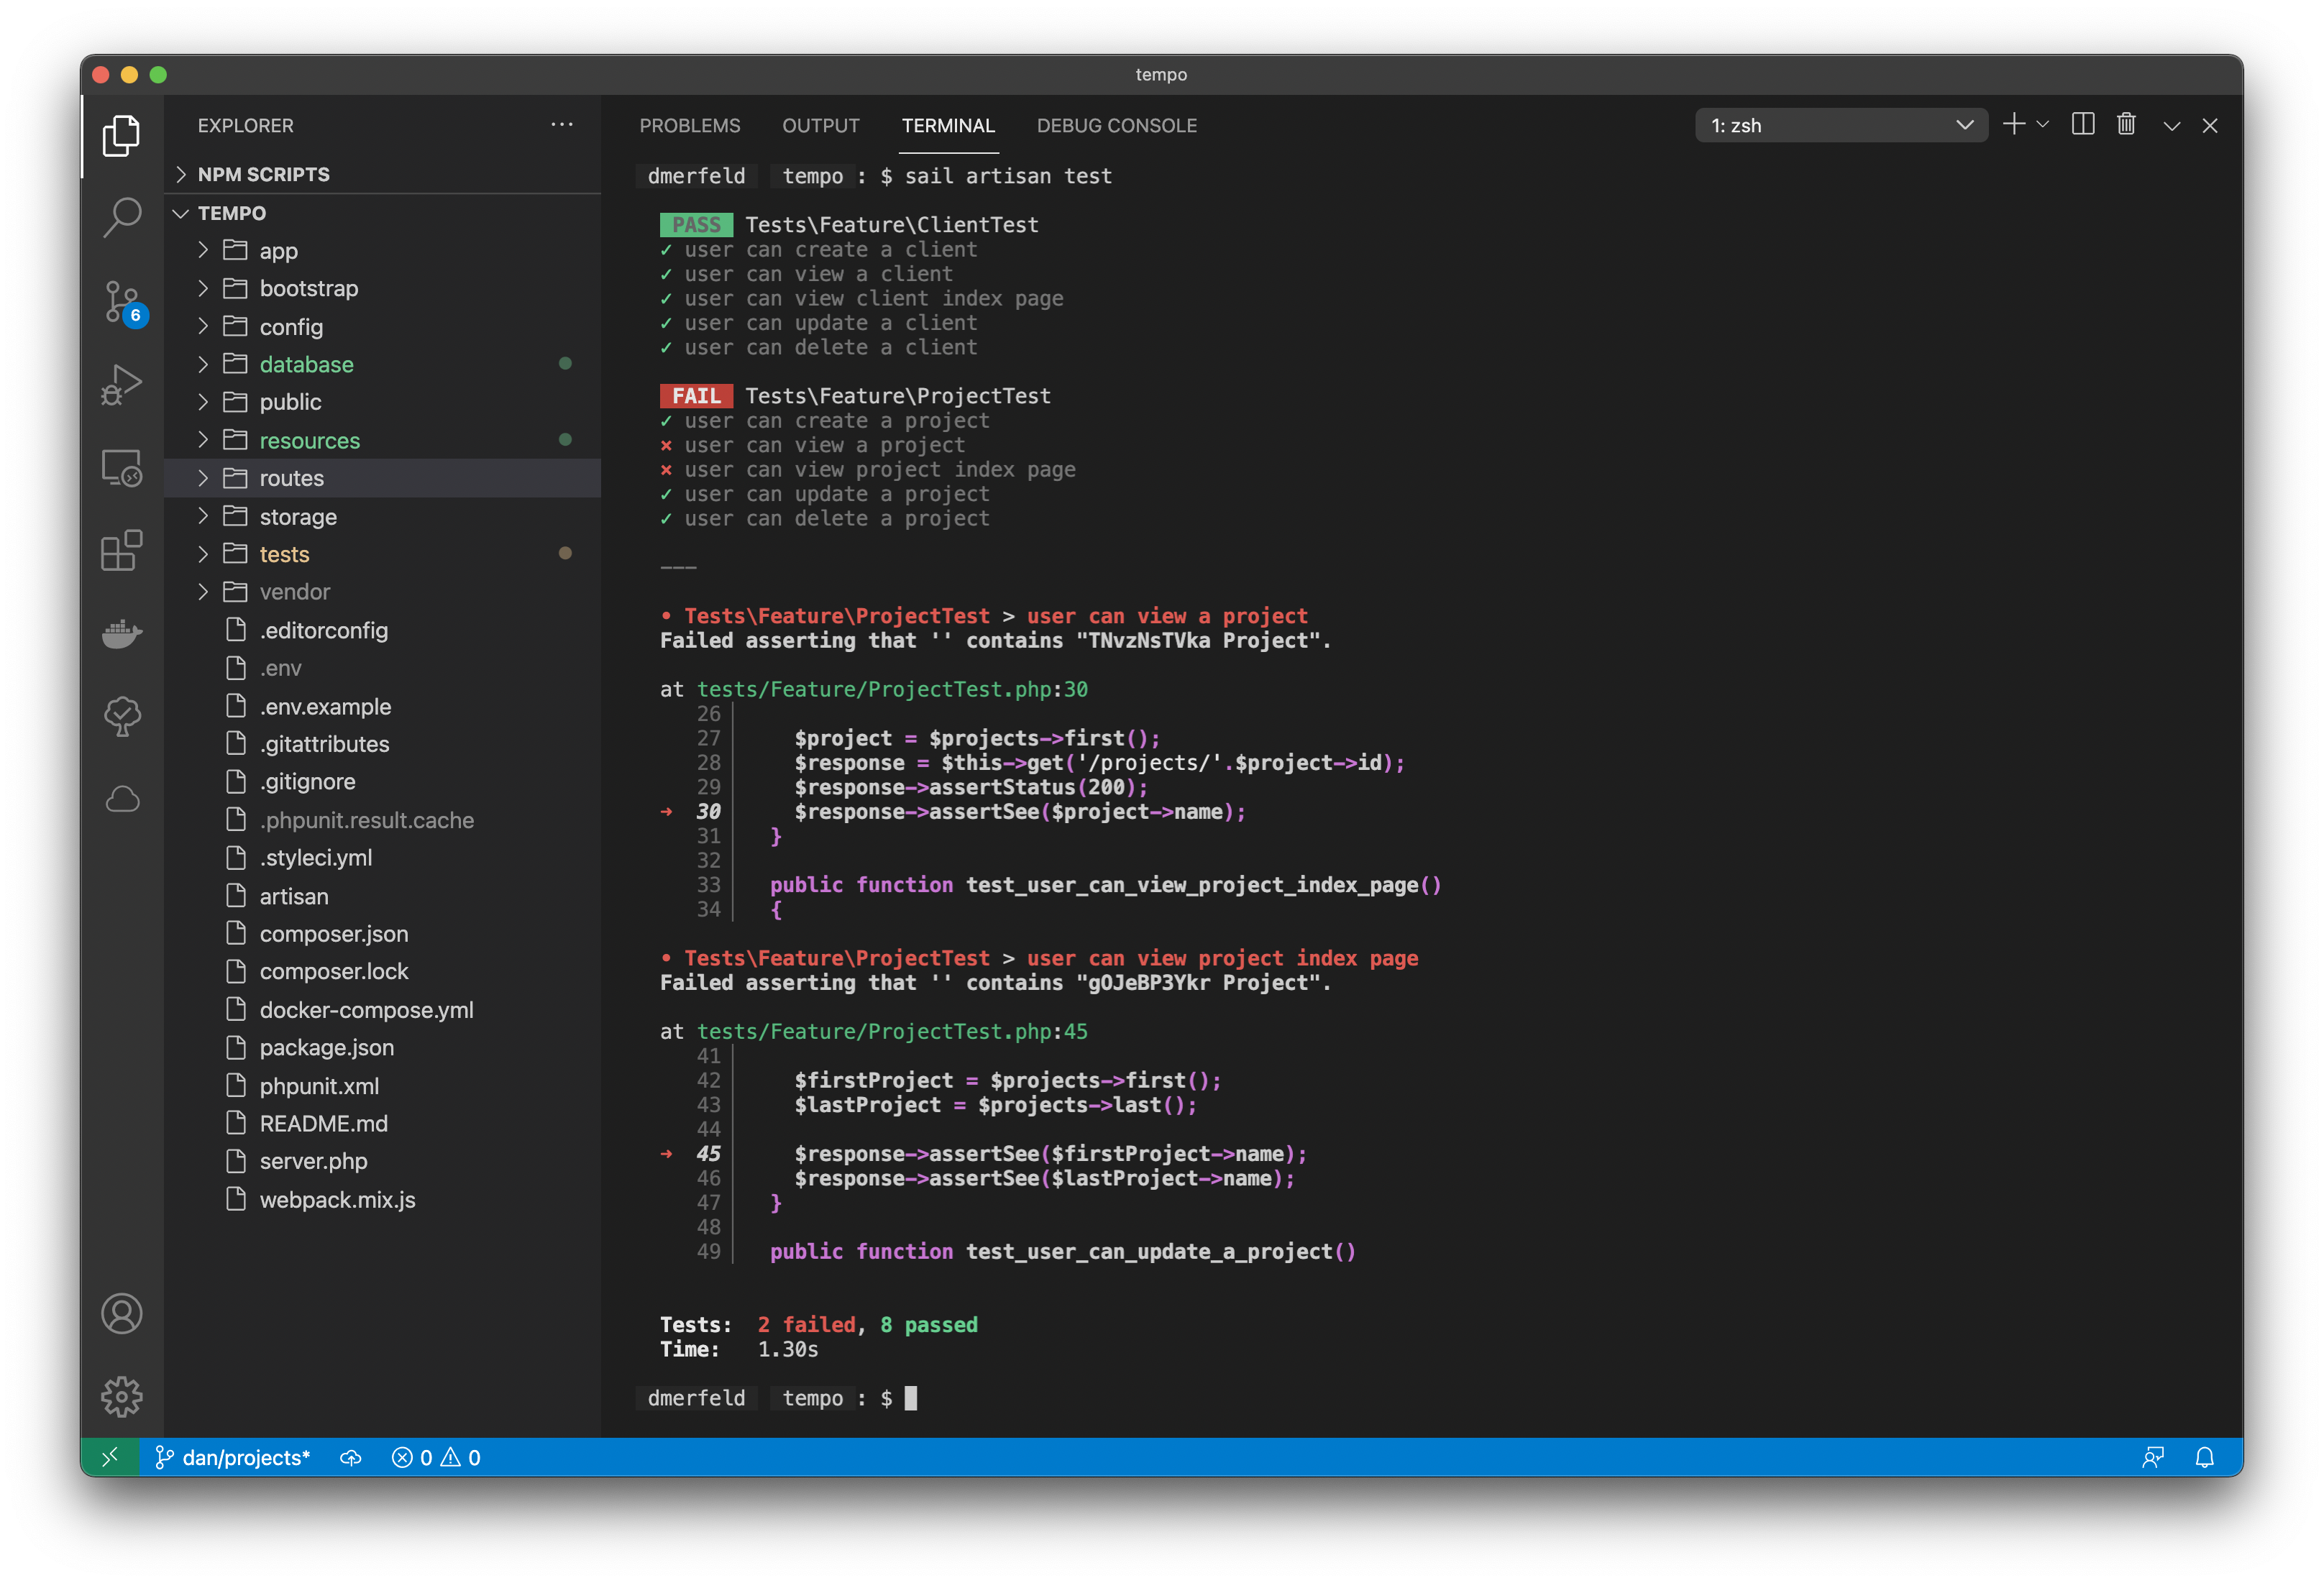 tempo
EXPLORER
NPM SCRIPTS
TEMPO
app
bootstrap
config
database
public
resources
routes
storage
tests
vendor
.editorconfig
.env
.env.example
.gitattributes
.gitignore
.phpunit.result.cache
.styleci.yml
artisan
composer.json
composer.lock
docker-compose.yml
package.json
phpunit.xml
README.md
server.php
webpack.mix.js
6
PROBLEMS OUTPUT TERMINAL DEBUG CONSOLE 1: zsh
dmerfeld tempo : $ sail artisan test
PASS Tests\Feature\ClientTest
✓ user can create a client
✓ user can view a client
✓ user can view client index page
✓ user can update a client
✓ user can delete a client
FAIL Tests\Feature\ProjectTest
✓ user can create a project
⨯ user can view a project
⨯ user can view project index page
✓ user can update a project
✓ user can delete a project
---
• Tests\Feature\ProjectTest > user can view a project
Failed asserting that '' contains "TNvzNsTVka Project".
at tests/Feature/ProjectTest.php:30
26
27 $project = $projects->first();
28 $response = $this->get('/projects/'.$project->id);
29 $response->assertStatus(200);
➜ 30 $response->assertSee($project->name);
31 }
32
33 public function test_user_can_view_project_index_page()
34 {
• Tests\Feature\ProjectTest > user can view project index page
Failed asserting that '' contains "gOJeBP3Ykr Project".
at tests/Feature/ProjectTest.php:45
41
42 $firstProject = $projects->first();
43 $lastProject = $projects->last();
44
➜ 45 $response->assertSee($firstProject->name);
46 $response->assertSee($lastProject->name);
47 }
48
49 public function test_user_can_update_a_project()
Tests: 2 failed, 8 passed
Time: 1.30s
dmerfeld tempo : $
dan/projects* 0 0